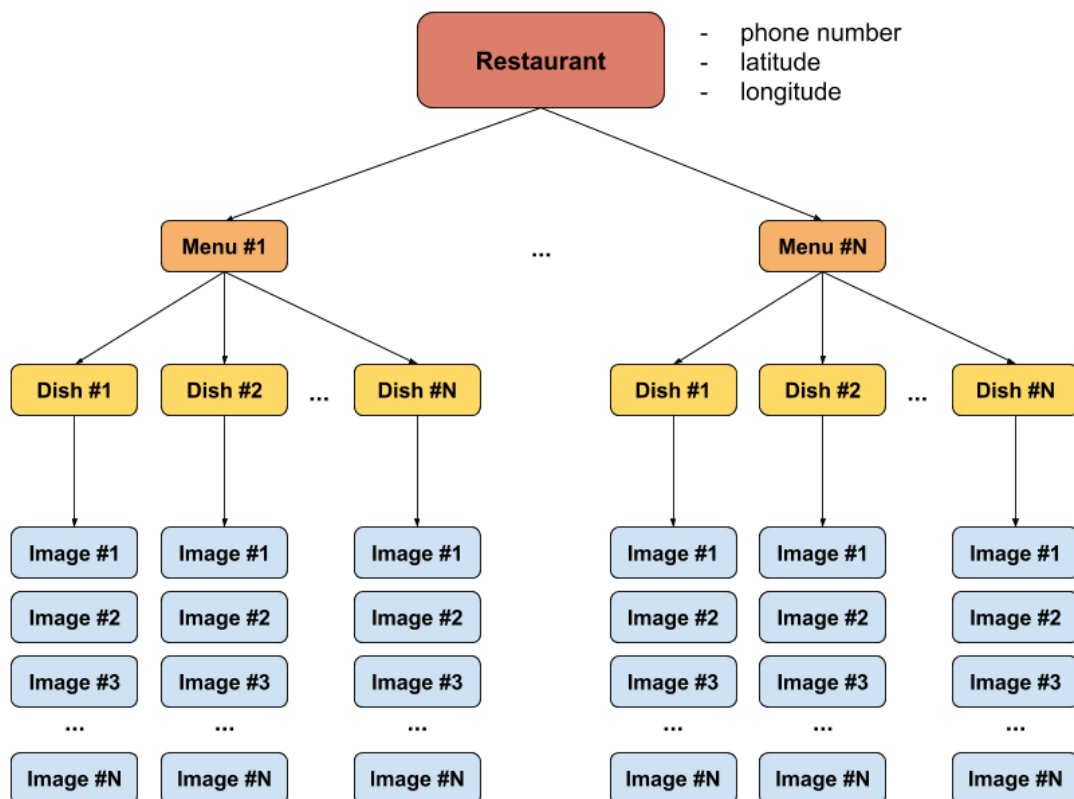 Restaurant
- phone number
- latitude
- longitude
Menu #1 ... Menu #N
Dish #1 Dish #2 ... Dish #N Dish #1 Dish #2 ... Dish #N
Image #1 Image #1 Image #1 Image #1 Image #1 Image #1
Image #2 Image #2 Image #2 Image #2 Image #2 Image #2
Image #3 Image #3 Image #3 Image #3 Image #3 Image #3
... ... ... ... ... ...
Image #N Image #N Image #N Image #N Image #N Image #N